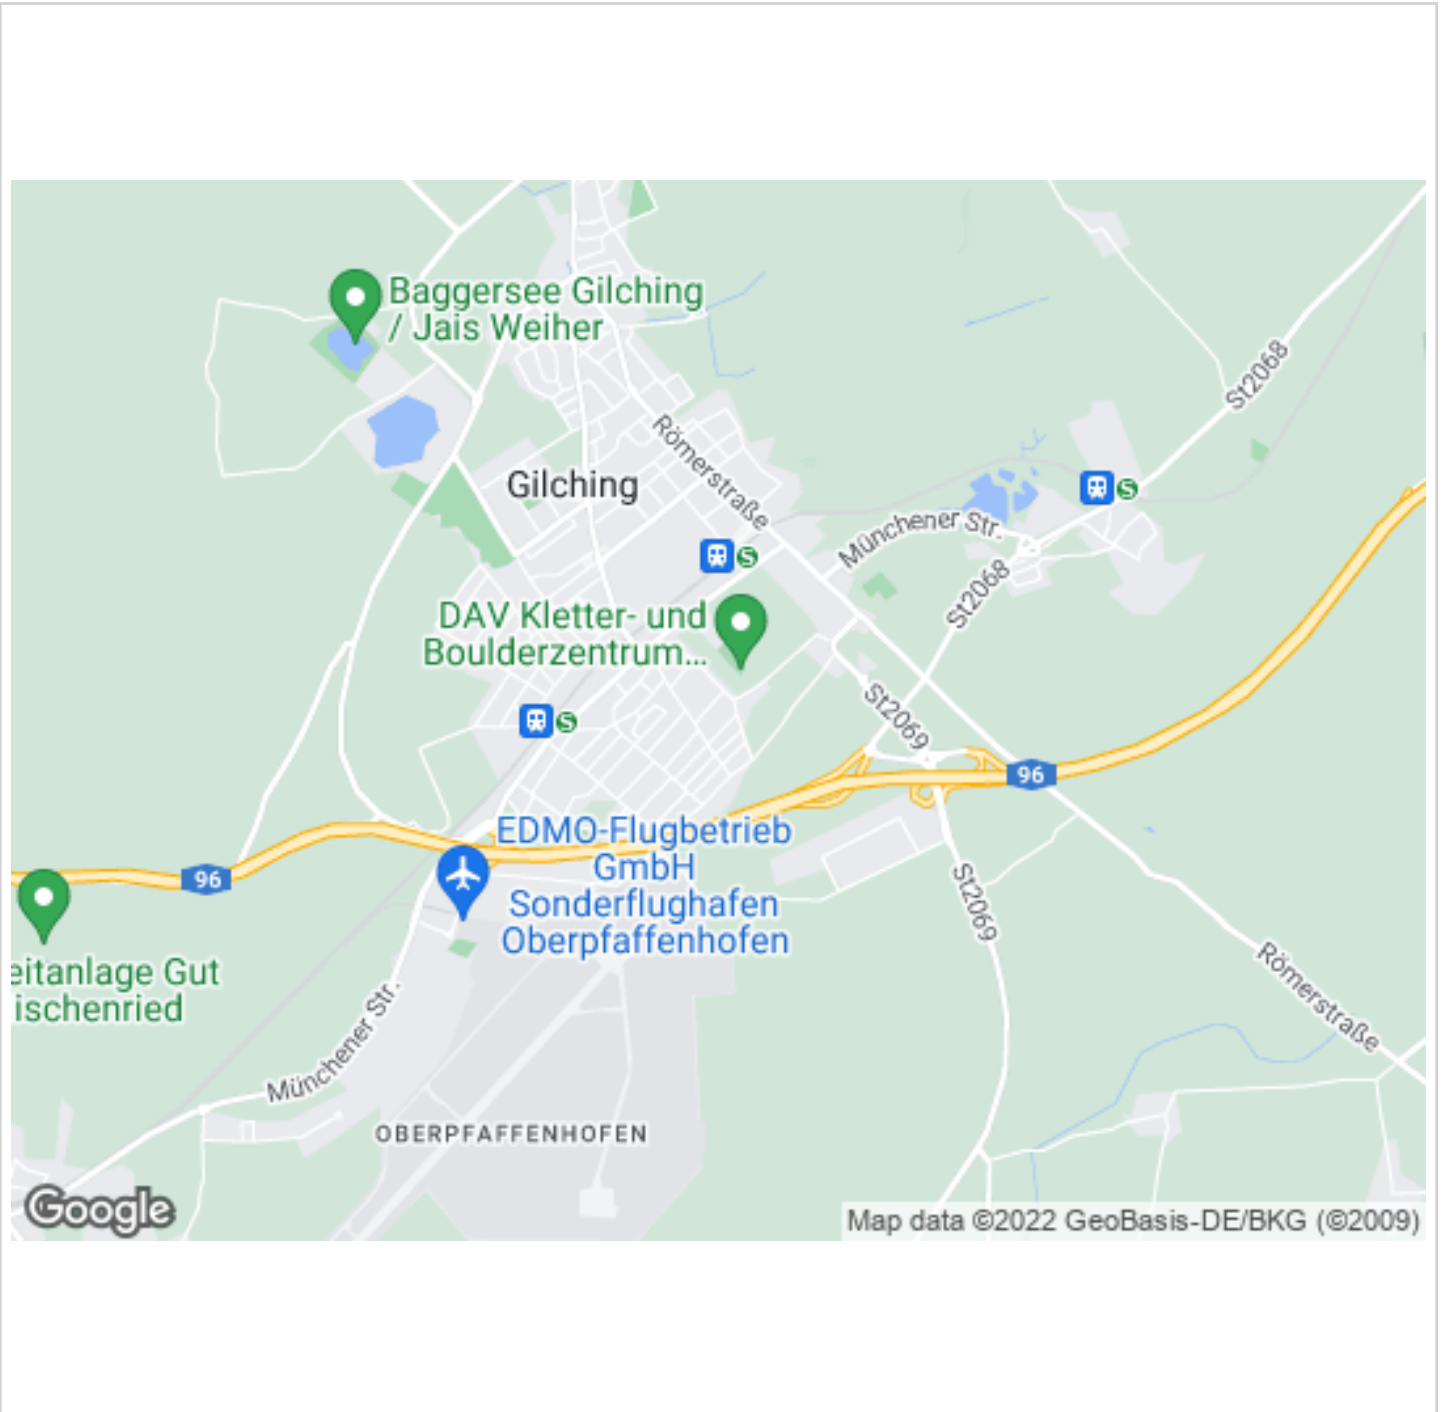 Baggersee Gilching
/ Jais Weiher
St2068
Römerstraße
Gilching
S
Münchener Str.
S
St2068
DAV Kletter- und
Boulderzentrum...
St2069
S
96
EDMO-Flugbetrieb
GmbH
Sonderflughafen
Oberpfaffenhofen
96
St2069
eitanlage Gut
ischenried
Römerstraße
Münchener Str.
OBERPFAFFENHOFEN
Google
Map data ©2022 GeoBasis-DE/BKG (©2009)